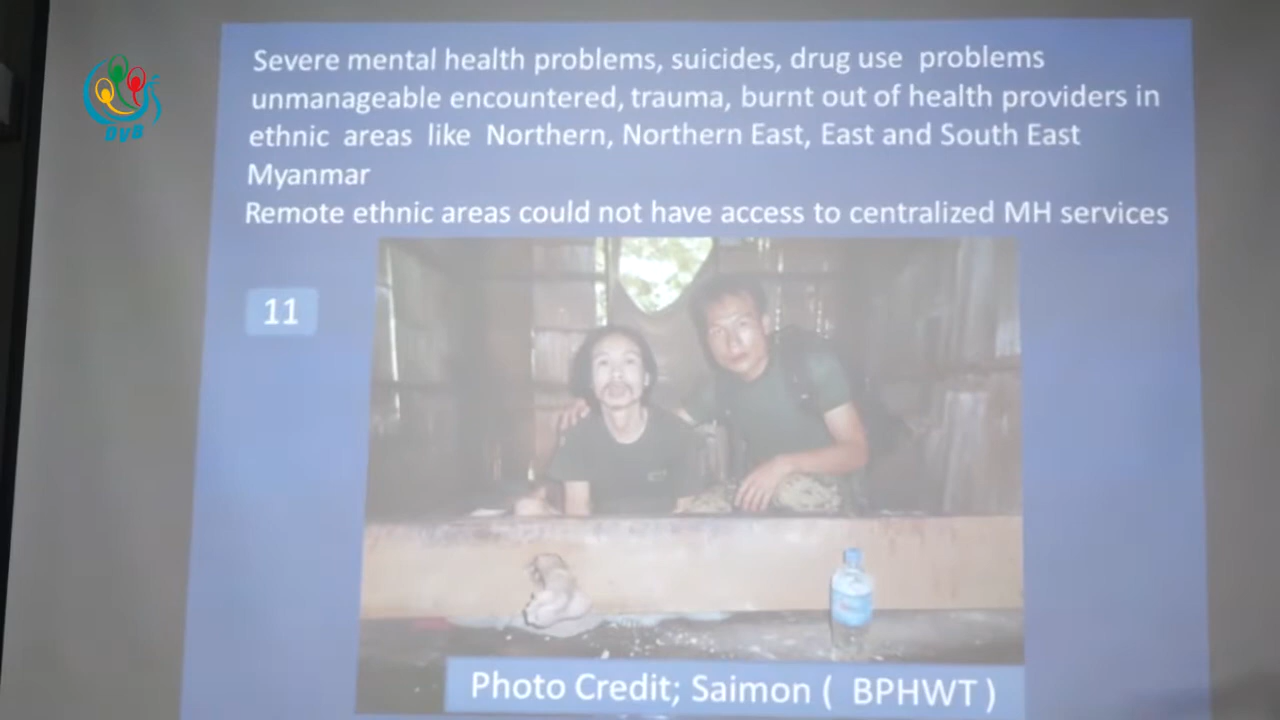 DVB
Severe mental health problems, suicides, drug use problems
unmanageable encountered, trauma, burnt out of health providers in
ethnic areas like Northern, Northern East, East and South East
Myanmar
Remote ethnic areas could not have access to centralized MH services
11
Photo Credit; Saimon ( BPHWT )